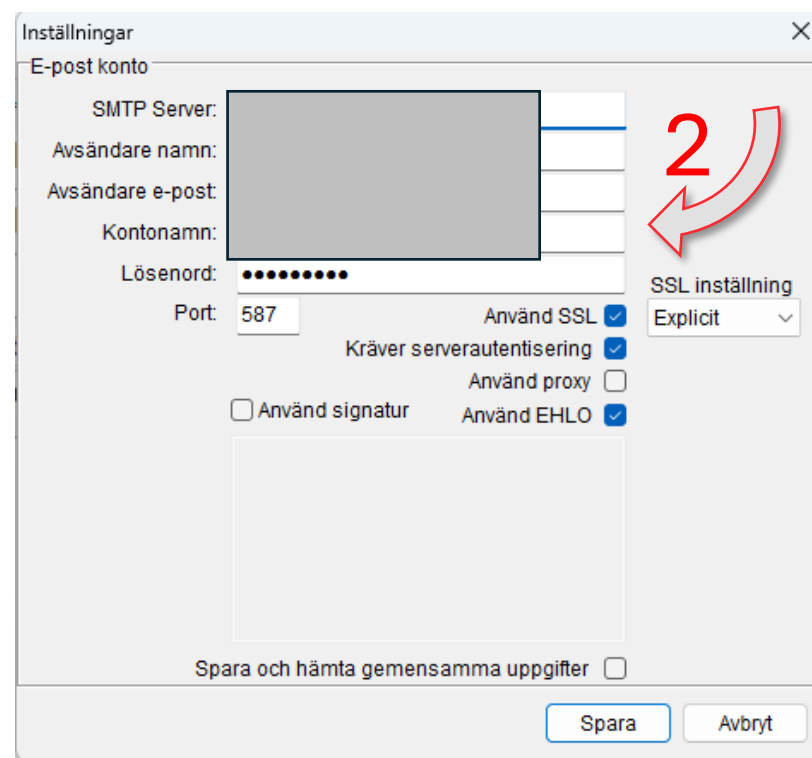 Inställningar
E-post konto
SMTP Server:
2
Avsändare namn:
Avsändare e-post:
Kontonamn:
Lösenord: •••••••••
SSL inställning
Port: 587 Använd SSL Explicit
Kräver serverautentisering
Använd proxy
Använd signatur Använd EHLO
Spara och hämta gemensamma uppgifter
Spara Avbryt